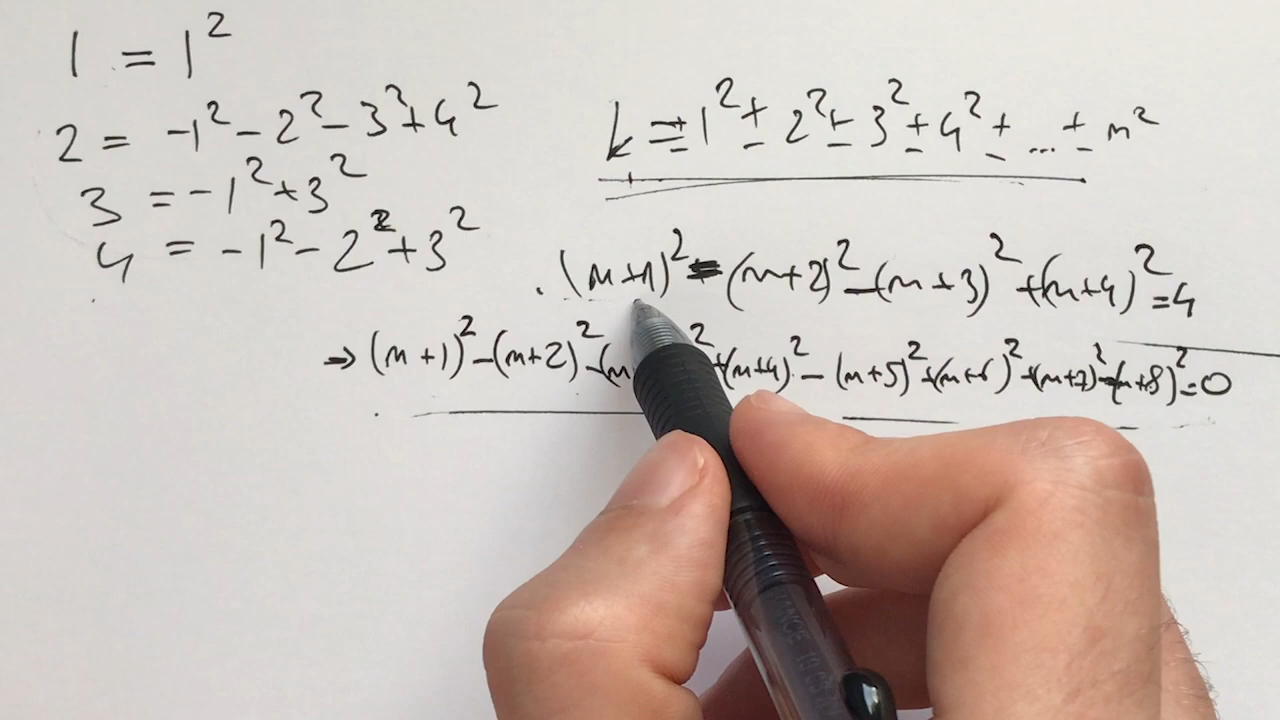 1 = 1²
2 = -1² - 2² - 3² + 4²
3 = -1² + 3²
4 = -1² - 2² + 3²
k = ± 1² ± 2² ± 3² ± 4² ± ... ± m²
(m+1)² - (m+2)² - (m+3)² + (m+4)² = 4
→ (m+1)² - (m+2)² - (m ² + (m+4)² - (m+5)² + (m+6)² + (m+7)² - (m+8)² = 0